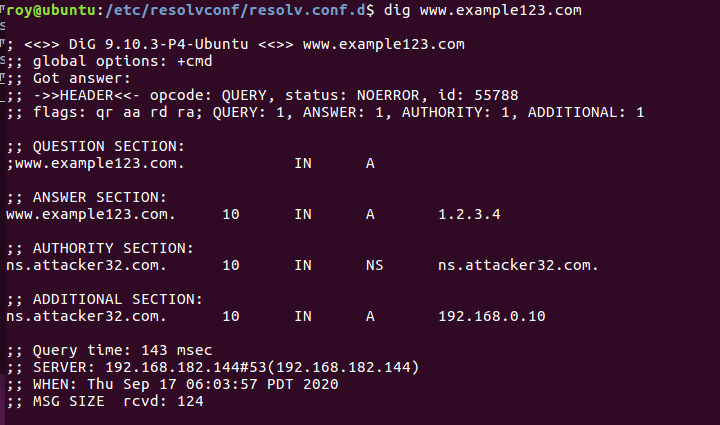 roy@ubuntu:/etc/resolvconf/resolv.conf.d$ dig www.example123.com
; <<>> DiG 9.10.3-P4-Ubuntu <<>> www.example123.com
;; global options: +cmd
;; Got answer:
;; ->>HEADER<<- opcode: QUERY, status: NOERROR, id: 55788
;; flags: qr aa rd ra; QUERY: 1, ANSWER: 1, AUTHORITY: 1, ADDITIONAL: 1
;; QUESTION SECTION:
;www.example123.com. IN A
;; ANSWER SECTION:
www.example123.com. 10 IN A 1.2.3.4
;; AUTHORITY SECTION:
ns.attacker32.com. 10 IN NS ns.attacker32.com.
;; ADDITIONAL SECTION:
ns.attacker32.com. 10 IN A 192.168.0.10
;; Query time: 143 msec
;; SERVER: 192.168.182.144#53(192.168.182.144)
;; WHEN: Thu Sep 17 06:03:57 PDT 2020
;; MSG SIZE rcvd: 124